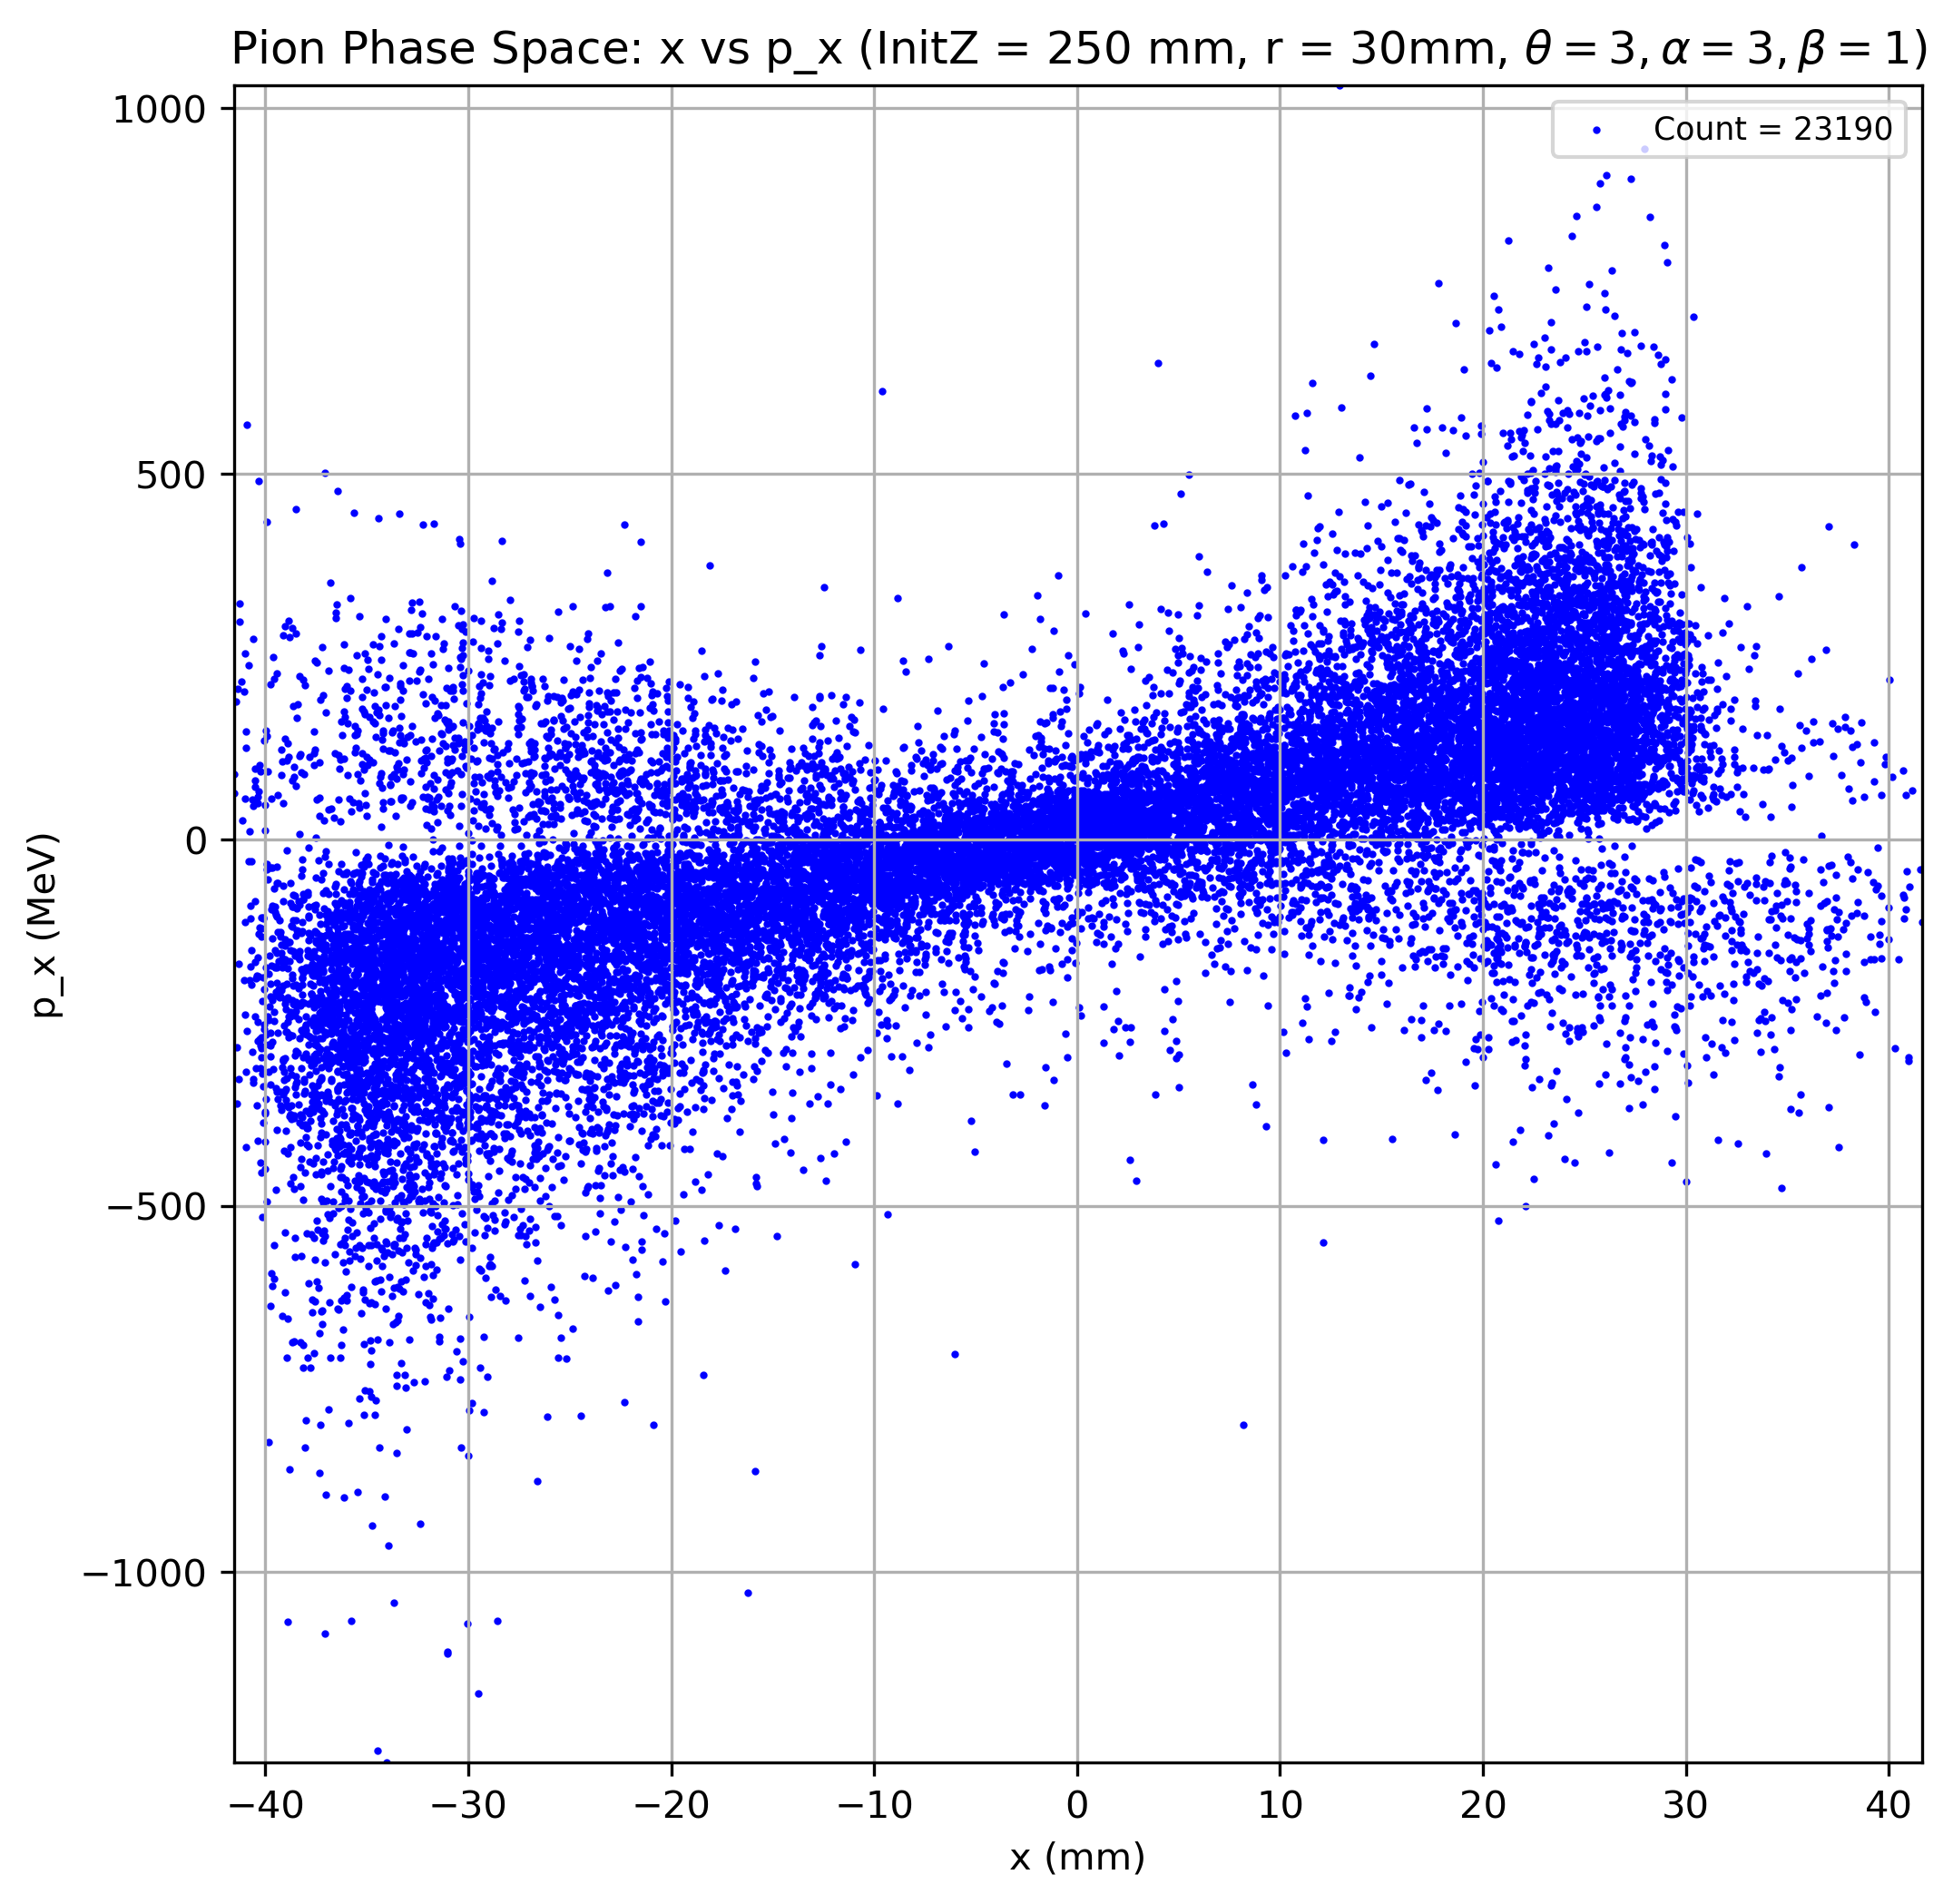 Pion Phase Space: x vs p_x (InitZ = 250 mm, r = 30mm, θ = 3, α = 3, β = 1)
Count = 23190
1000
500
0
−500
−1000
p_x (MeV)
−40 −30 −20 −10 0 10 20 30 40
x (mm)